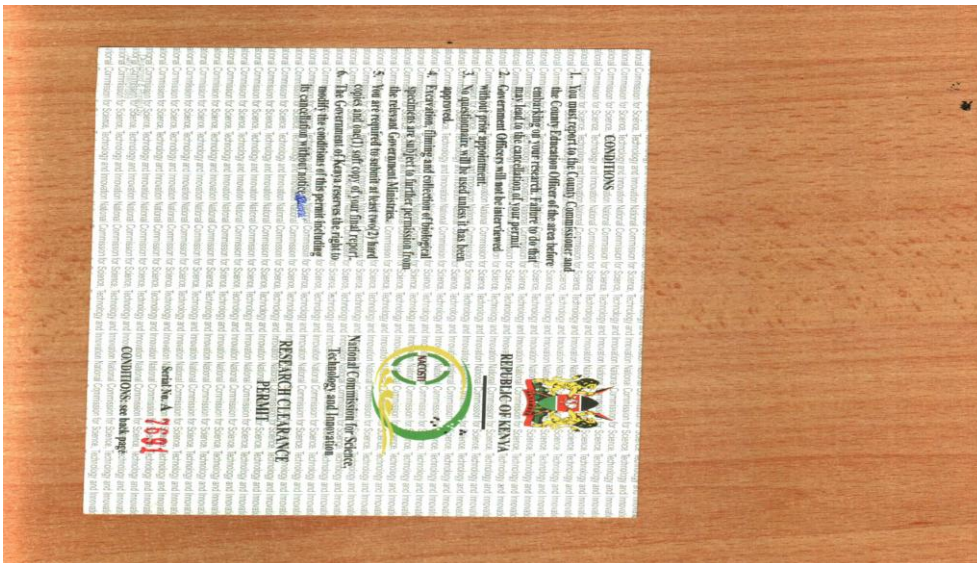 CONDITIONS
1. You must report to the County Commissioner and
the County Education Officer of the area before
embarking on your research. Failure to do that
may lead to the cancellation of your permit
2. Government Officers will not be interviewed
without prior appointment.
3. No questionnaire will be used unless it has been
approved.
4. Excavation, filming and collection of biological
specimens are subject to further permission from
the relevant Government Ministries.
5. You are required to submit at least two(2) hard
copies and one(1) soft copy of your final report.
6. The Government of Kenya reserves the right to
modify the conditions of this permit including
its cancellation without notice
REPUBLIC OF KENYA
NACOSTI
National Commission for Science,
Technology and Innovation
RESEARCH CLEARANCE
PERMIT
Serial No. A 7691
CONDITIONS: see back page